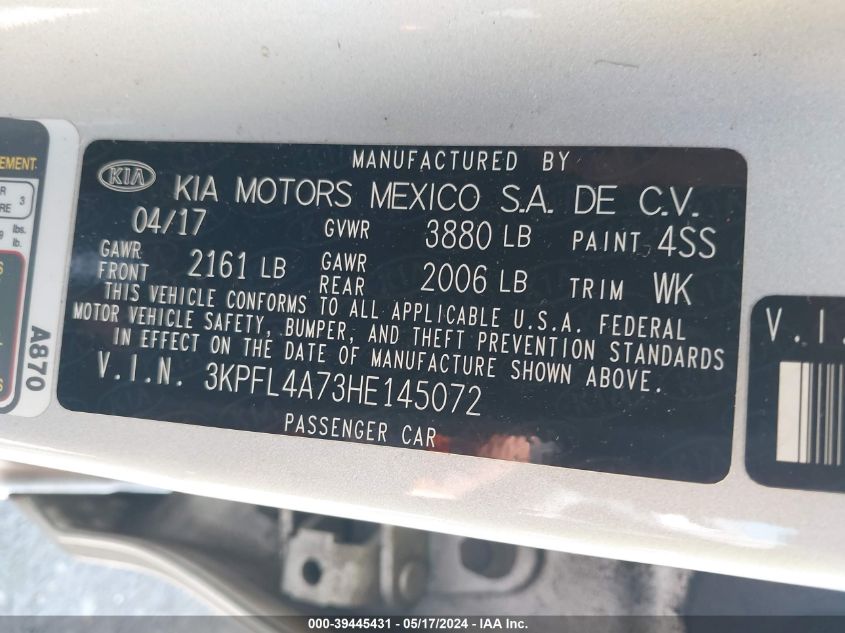 MANUFACTURED BY
KIA KIA MOTORS MEXICO S.A. DE C.V.
04/17 GVWR 3880 LB PAINT 4SS
GAWR FRONT 2161 LB GAWR REAR 2006 LB TRIM WK
THIS VEHICLE CONFORMS TO ALL APPLICABLE U.S.A. FEDERAL
MOTOR VEHICLE SAFETY, BUMPER, AND THEFT PREVENTION STANDARDS
IN EFFECT ON THE DATE OF MANUFACTURE SHOWN ABOVE.
V.I.N. 3KPFL4A73HE145072
PASSENGER CAR
A870
3
lbs.
lb.
V.I.
000-39445431 - 05/17/2024 - IAA Inc.